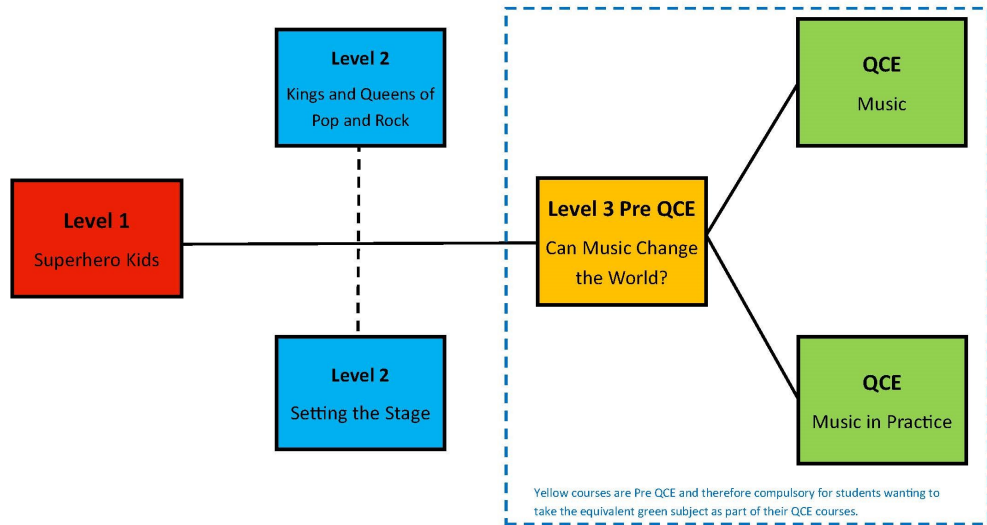 Level 1
Superhero Kids
Level 2
Kings and Queens of
Pop and Rock
Level 2
Setting the Stage
Level 3 Pre QCE
Can Music Change
the World?
QCE
Music
QCE
Music in Practice
Yellow courses are Pre QCE and therefore compulsory for students wanting to
take the equivalent green subject as part of their QCE courses.